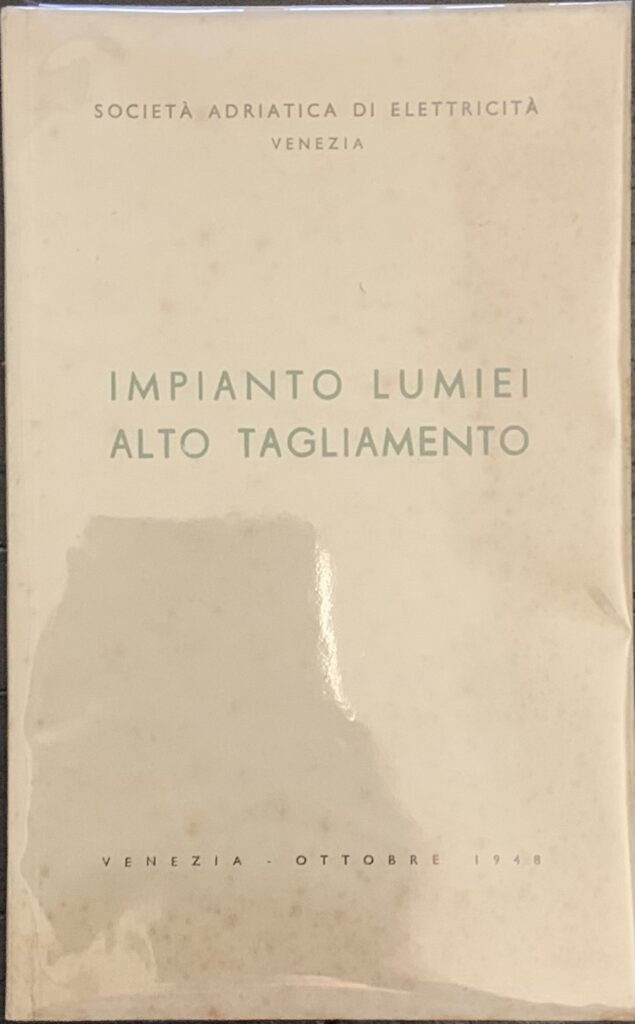 SOCIETÀ ADRIATICA DI ELETTRICITÀ
VENEZIA
IMPIANTO LUMIEI
ALTO TAGLIAMENTO
VENEZIA - OTTOBRE 1948